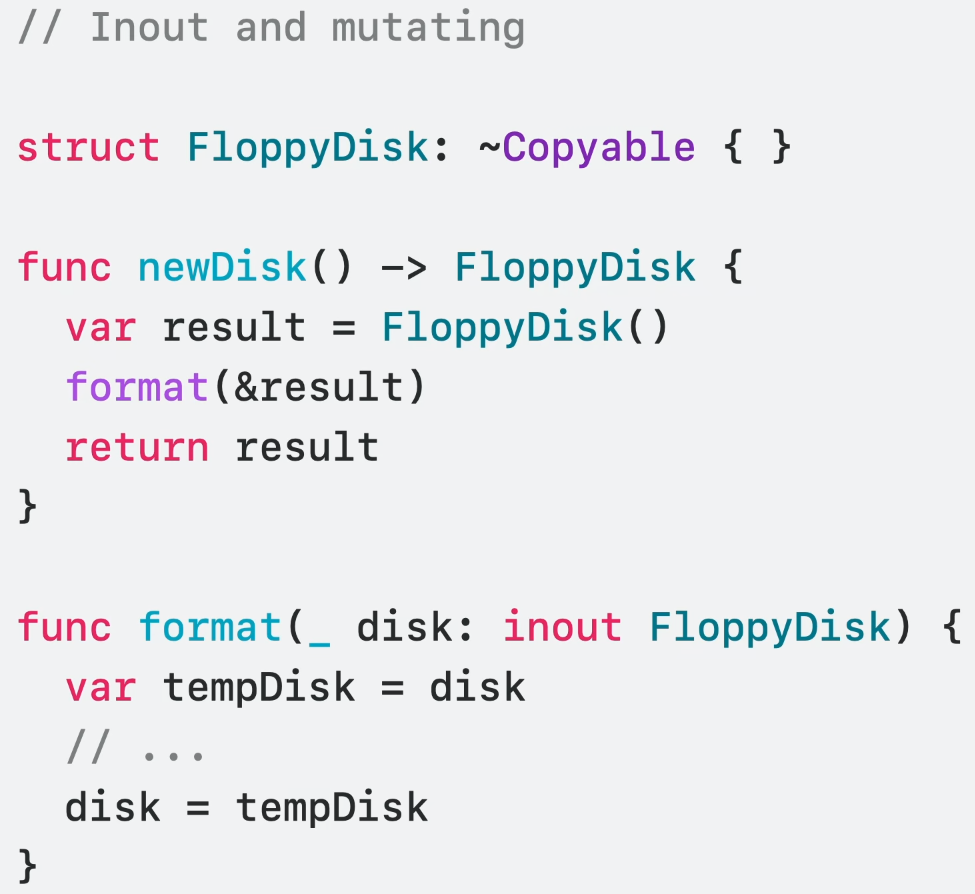 // Inout and mutating
struct FloppyDisk: ~Copyable { }
func newDisk() -> FloppyDisk {
  var result = FloppyDisk()
  format(&result)
  return result
}
func format(_ disk: inout FloppyDisk) {
  var tempDisk = disk
  // ...
  disk = tempDisk
}